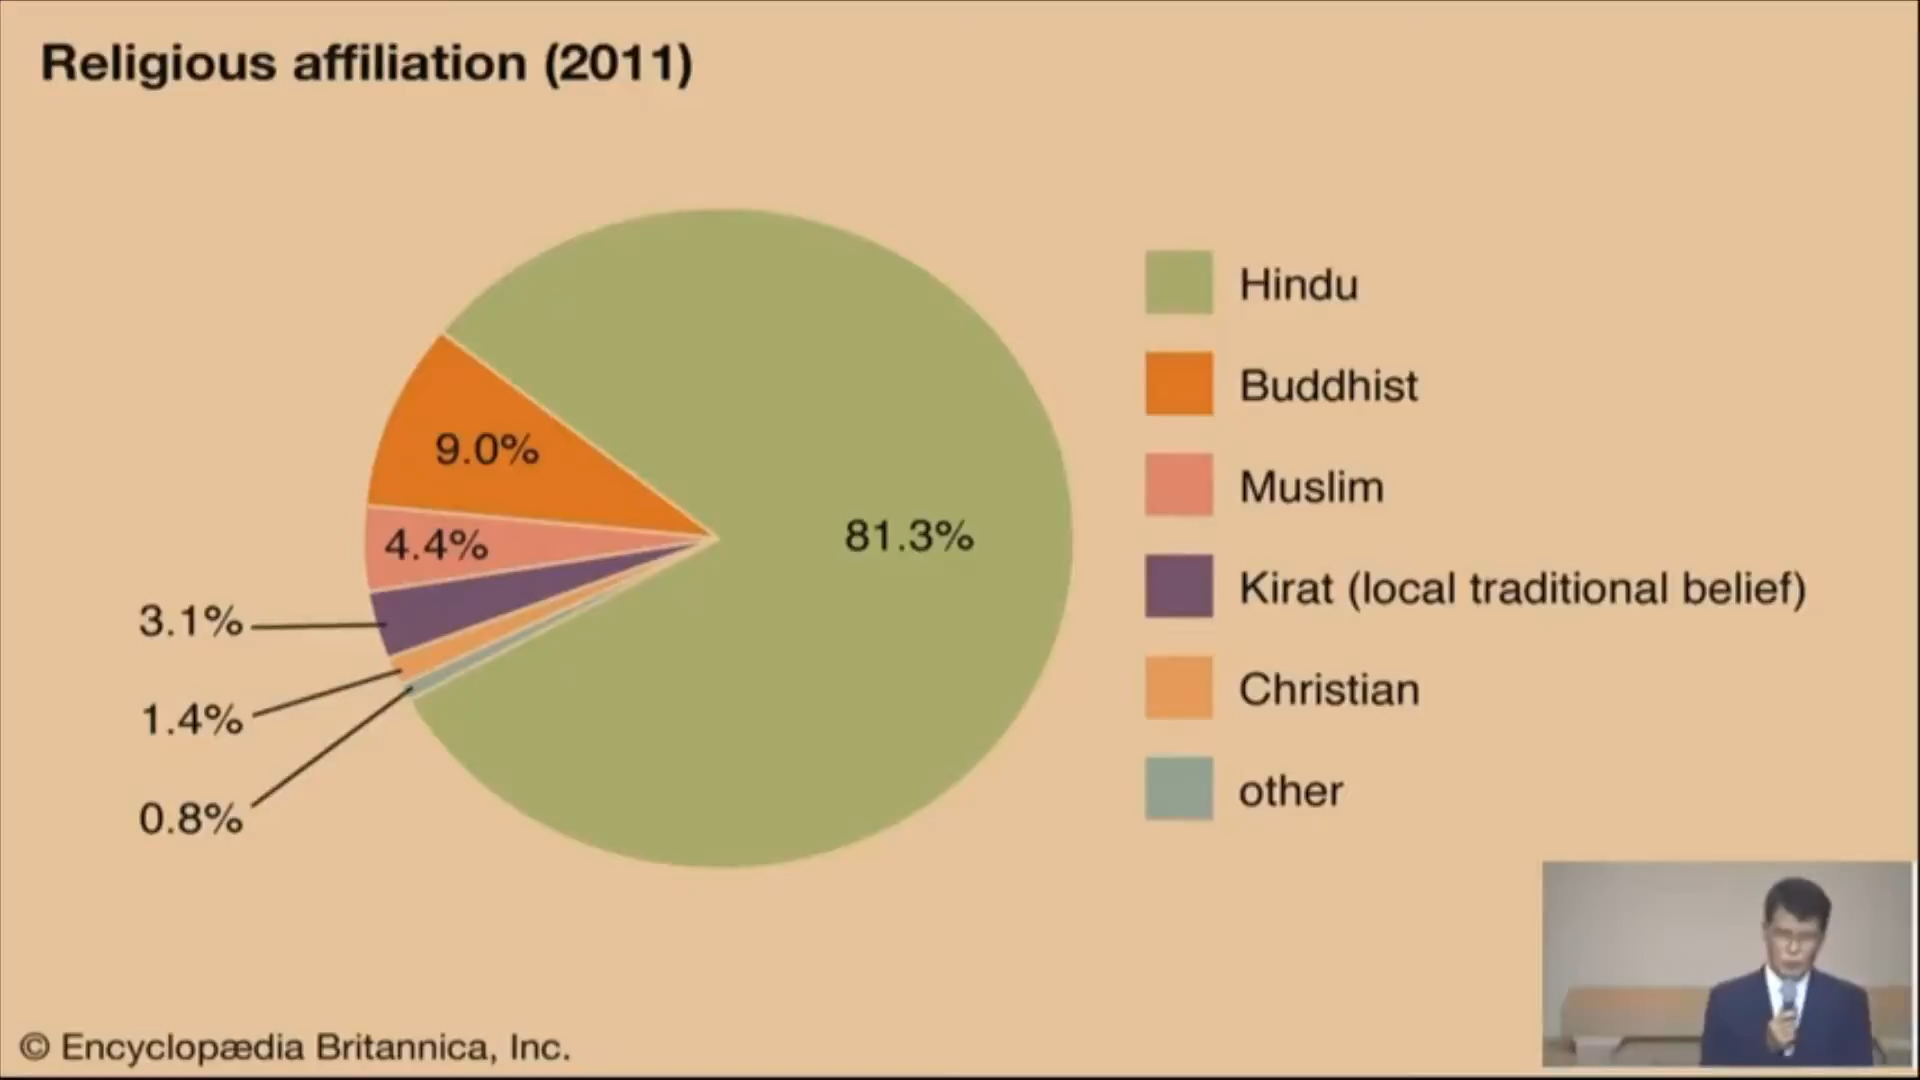 Religious affiliation (2011)
9.0%
4.4%
81.3%
3.1%
1.4%
0.8%
Hindu
Buddhist
Muslim
Kirat (local traditional belief)
Christian
other
© Encyclopædia Britannica, Inc.